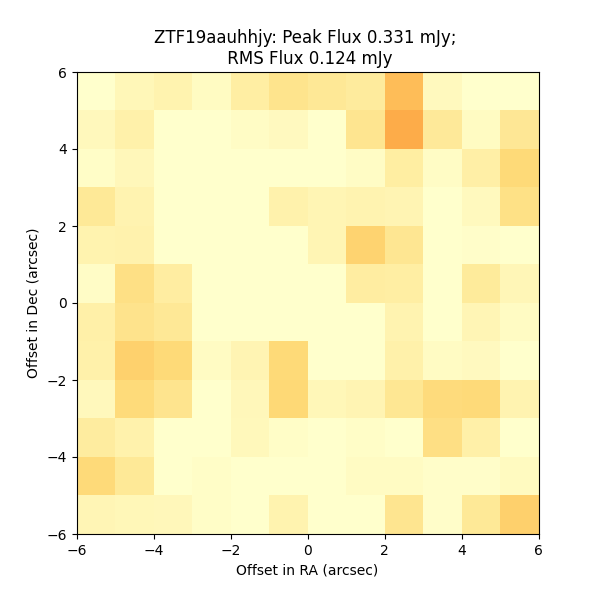 ZTF19aauhhjy: Peak Flux 0.331 mJy;
RMS Flux 0.124 mJy
6
4
2
0
−2
−4
−6
Offset in Dec (arcsec)
−6 −4 −2 0 2 4 6
Offset in RA (arcsec)